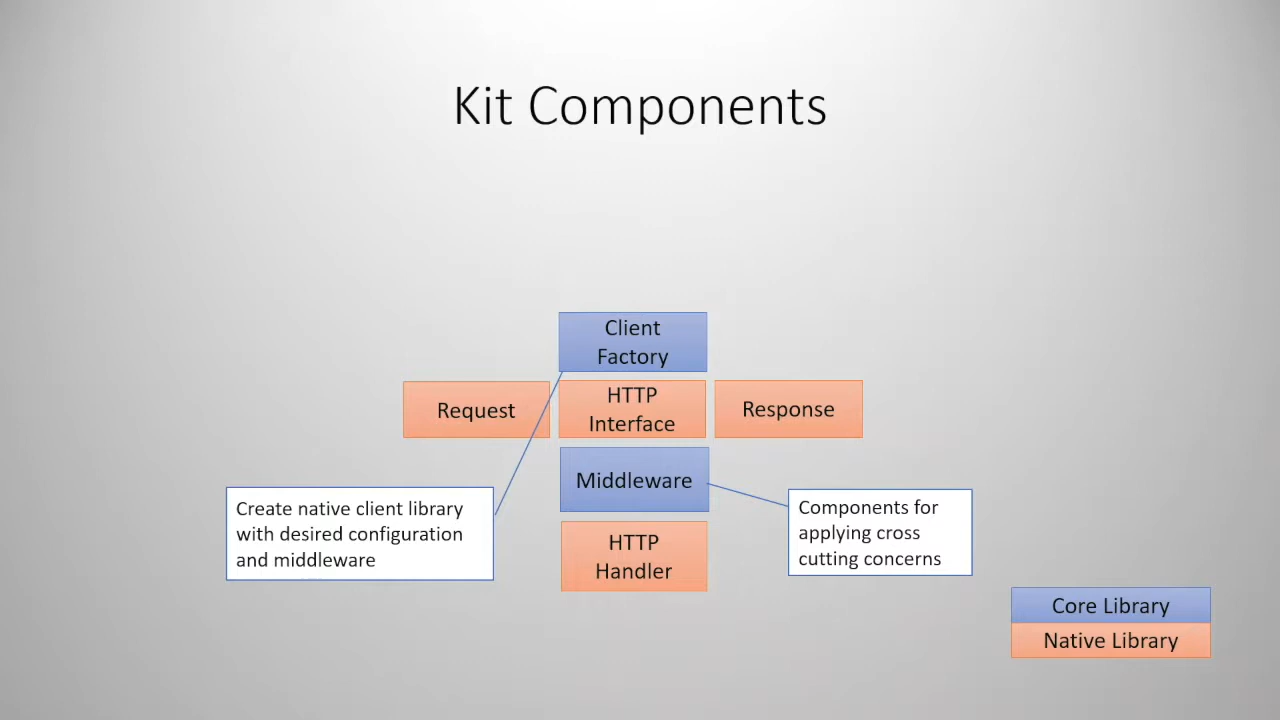 Kit Components
Client
Factory
Request
HTTP
Interface
Response
Middleware
Create native client library
with desired configuration
and middleware
Components for
applying cross
cutting concerns
HTTP
Handler
Core Library
Native Library